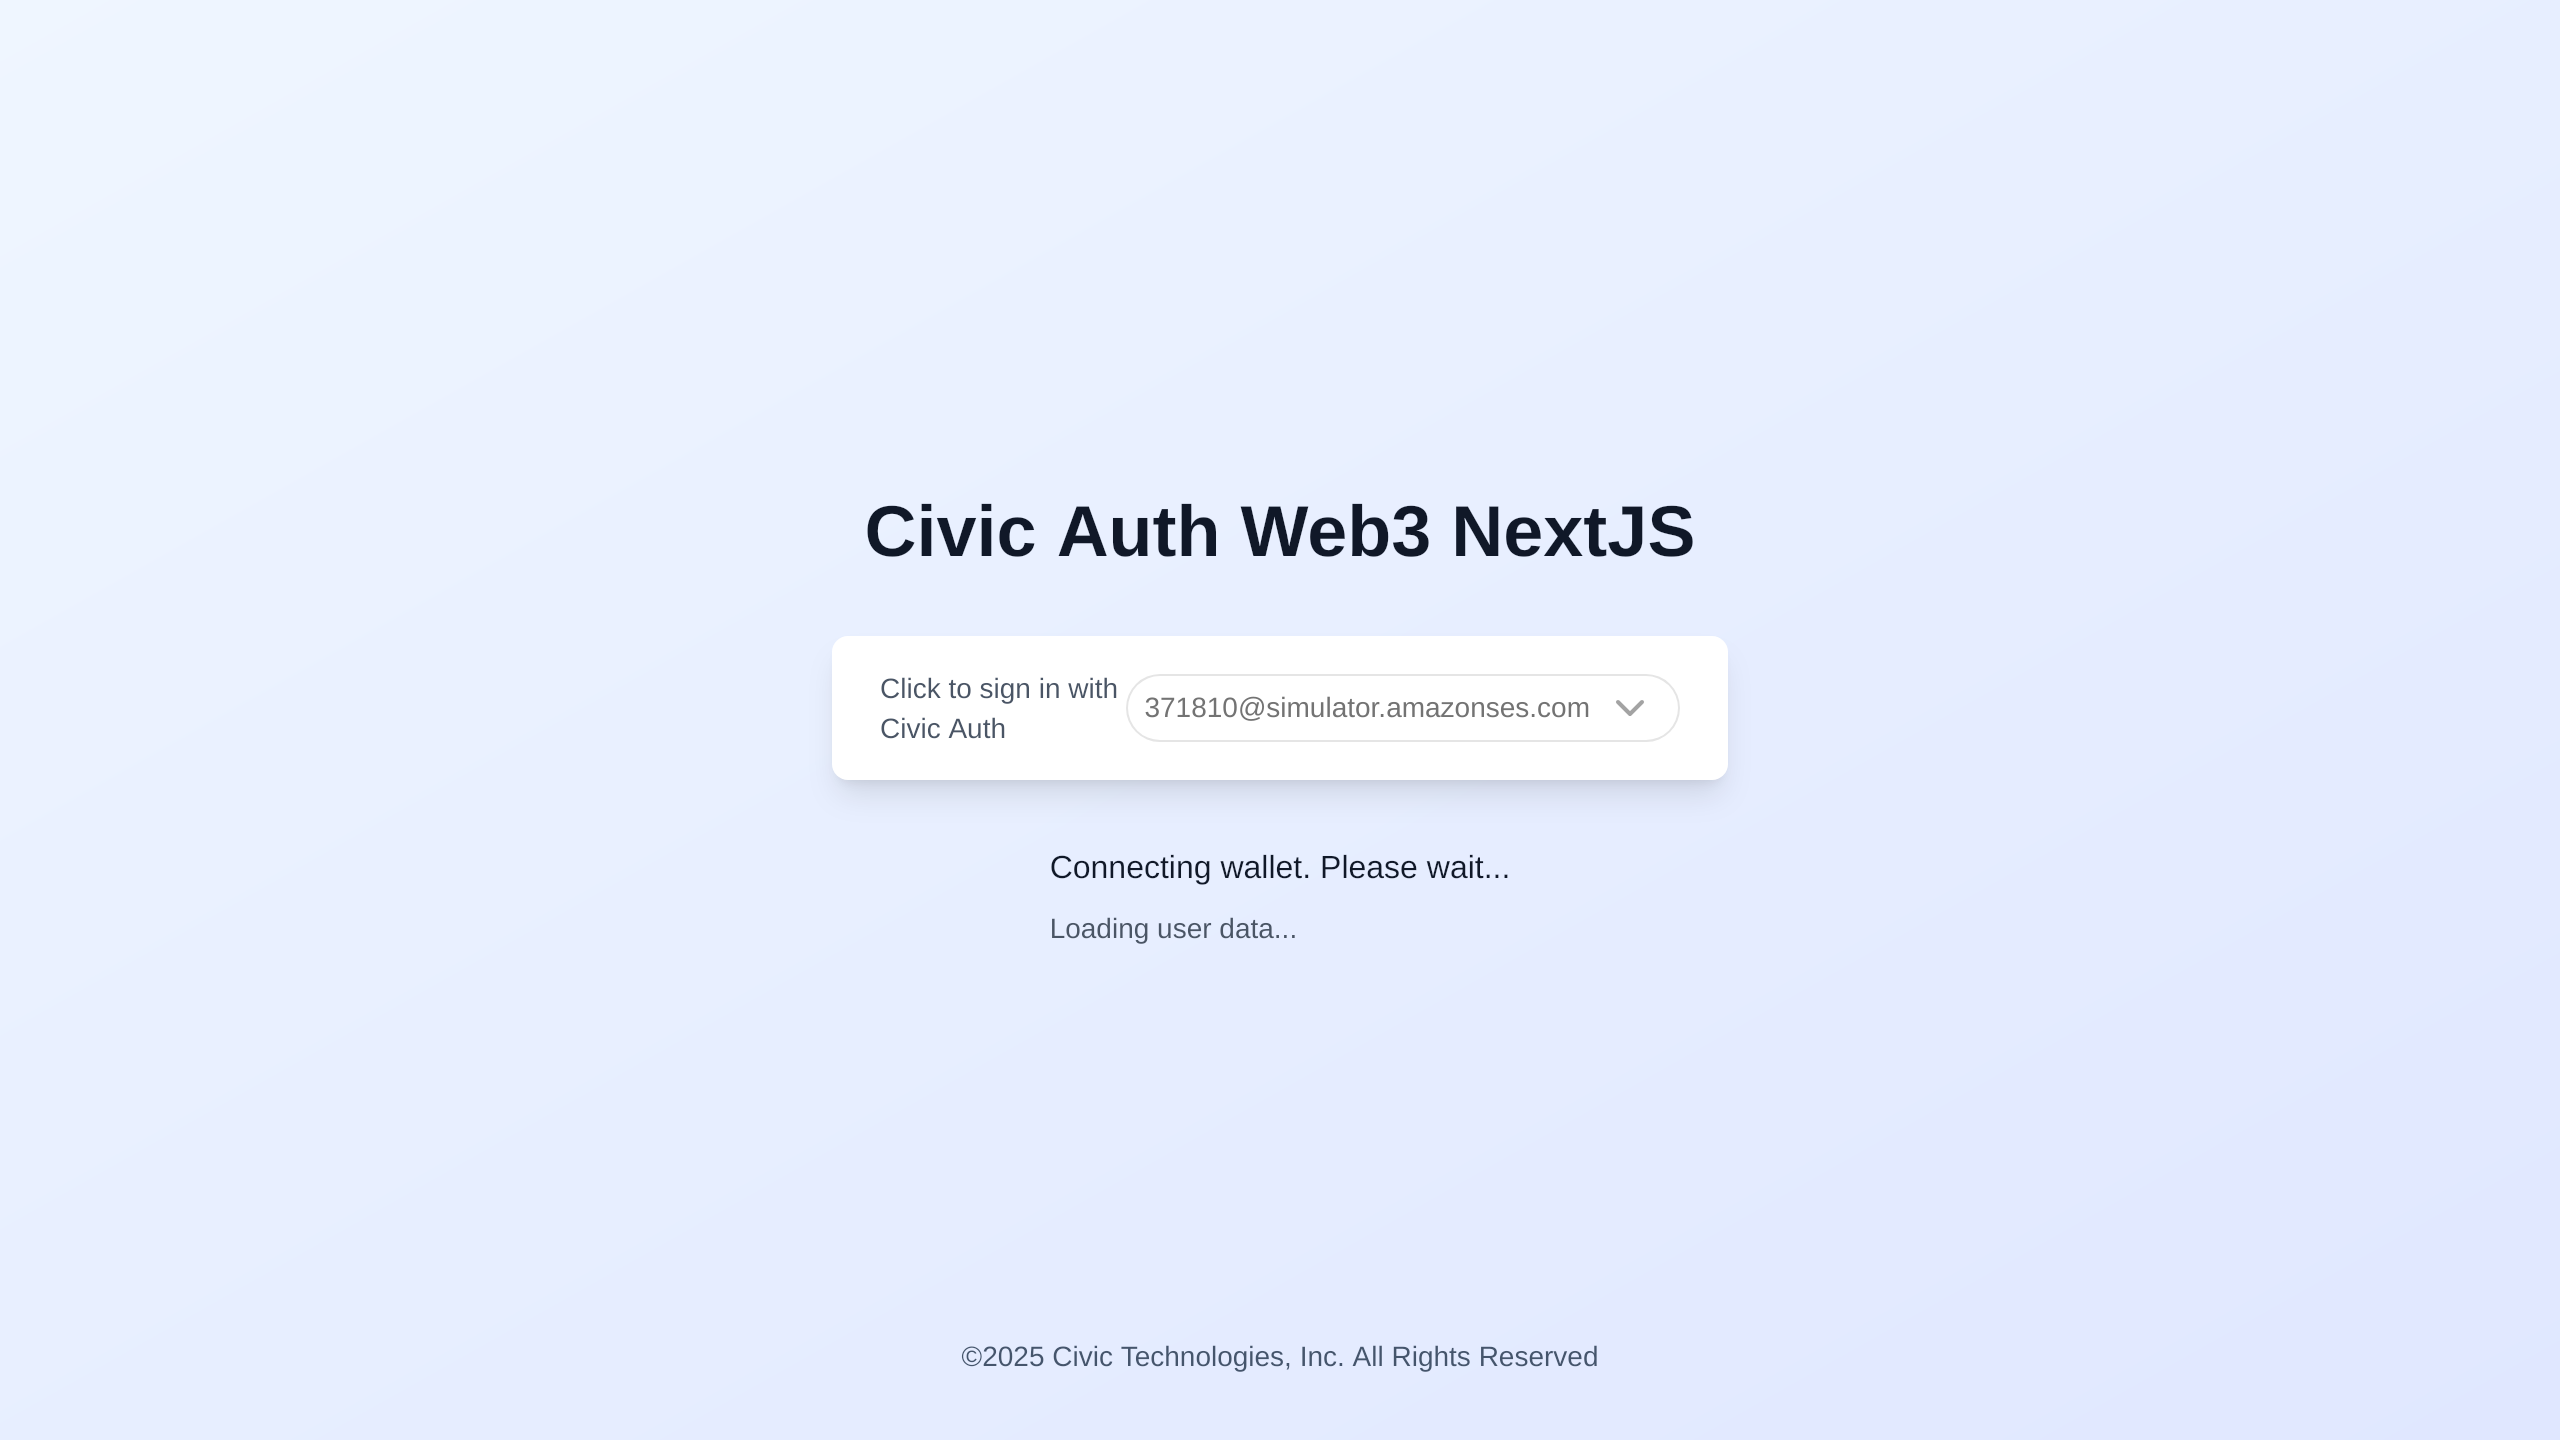 Civic Auth Web3 NextJS
Click to sign in with
Civic Auth
371810@simulator.amazonses.com
Connecting wallet. Please wait...
Loading user data...
©2025 Civic Technologies, Inc. All Rights Reserved